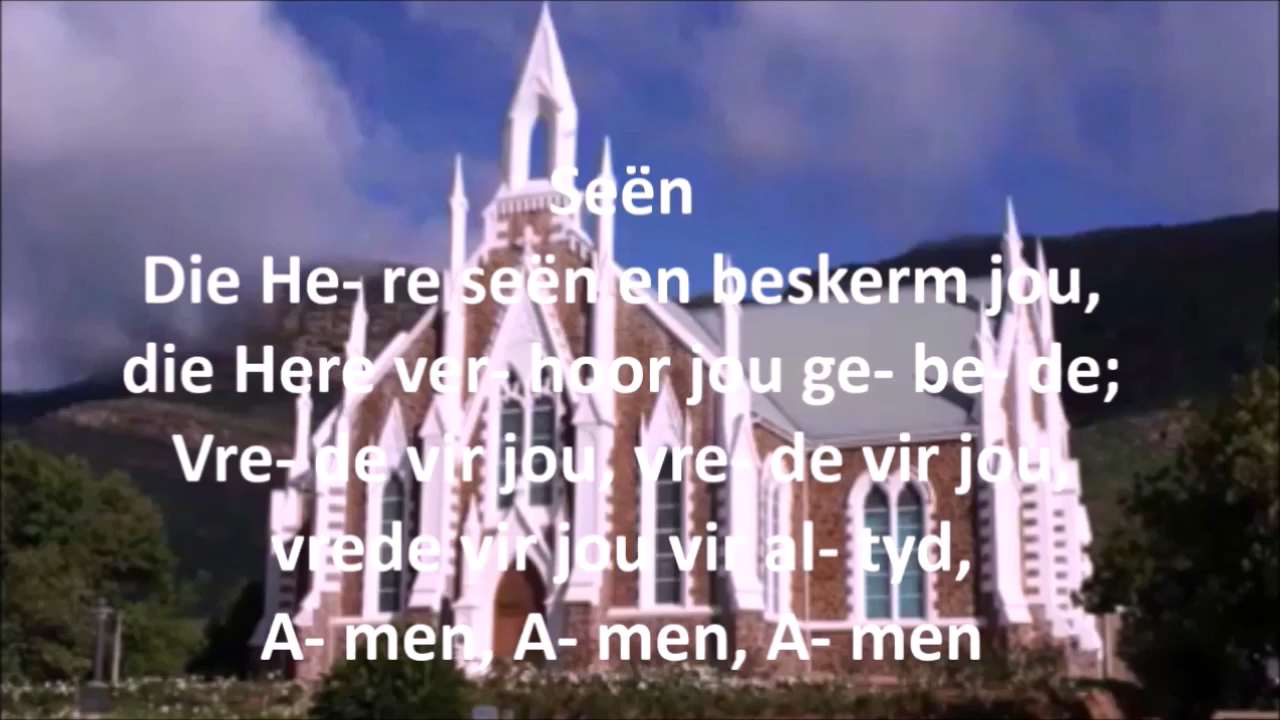 Seën
Die He- re seën en beskerm jou,
die Here ver- hoor jou ge- be- de;
Vre- de vir jou, vre- de vir jou,
vrede vir jou vir al- tyd,
A- men, A- men, A- men